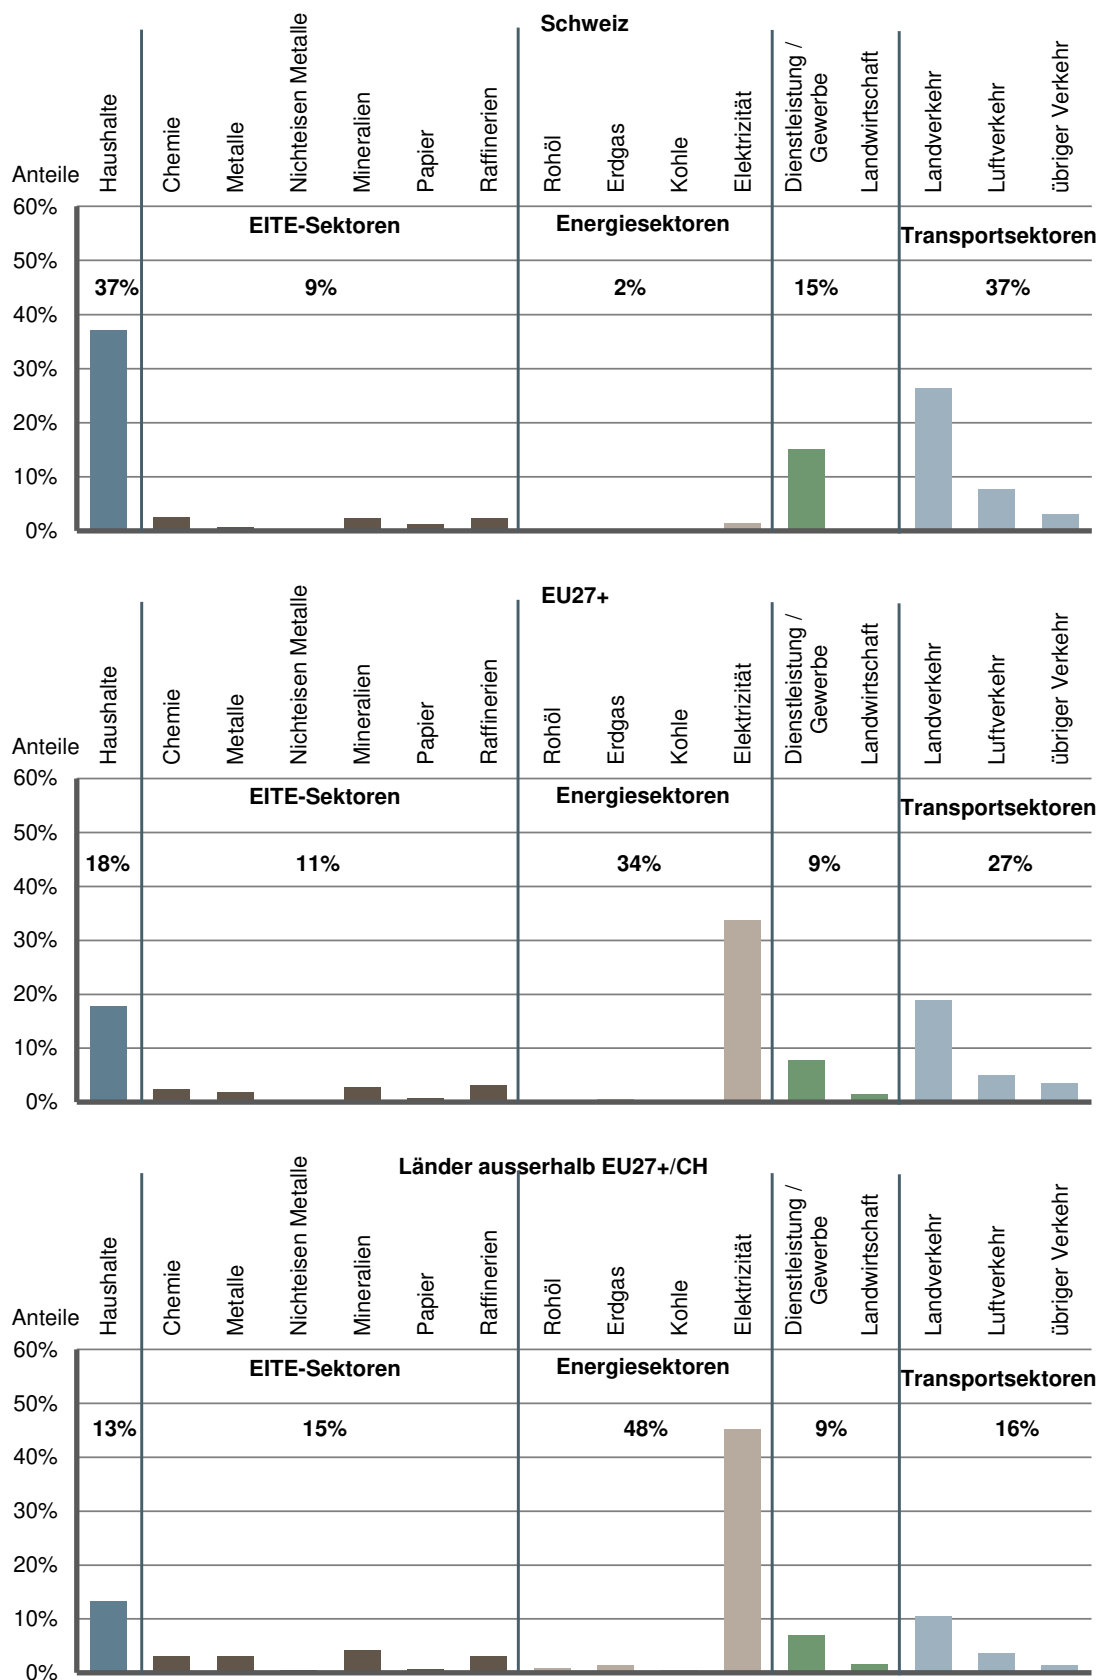 Schweiz
Anteile
Haushalte
Chemie
Metalle
Nichteisen Metalle
Mineralien
Papier
Raffinerien
Rohöl
Erdgas
Kohle
Elektrizität
Dienstleistung /
Gewerbe
Landwirtschaft
Landverkehr
Luftverkehr
übriger Verkehr
60%
EITE-Sektoren
Energiesektoren
Transportsektoren
50%
37%
9%
2%
15%
37%
40%
30%
20%
10%
0%
EU27+
Anteile
Haushalte
Chemie
Metalle
Nichteisen Metalle
Mineralien
Papier
Raffinerien
Rohöl
Erdgas
Kohle
Elektrizität
Dienstleistung /
Gewerbe
Landwirtschaft
Landverkehr
Luftverkehr
übriger Verkehr
60%
EITE-Sektoren
Energiesektoren
Transportsektoren
50%
18%
11%
34%
9%
27%
40%
30%
20%
10%
0%
Länder ausserhalb EU27+/CH
Anteile
Haushalte
Chemie
Metalle
Nichteisen Metalle
Mineralien
Papier
Raffinerien
Rohöl
Erdgas
Kohle
Elektrizität
Dienstleistung /
Gewerbe
Landwirtschaft
Landverkehr
Luftverkehr
übriger Verkehr
60%
EITE-Sektoren
Energiesektoren
Transportsektoren
50%
13%
15%
48%
9%
16%
40%
30%
20%
10%
0%